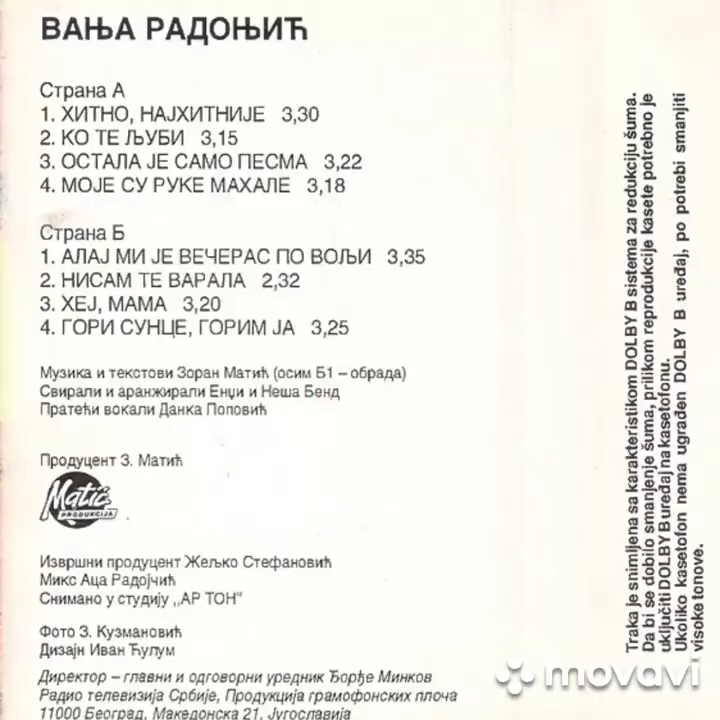 ВАЊА РАДОЊИЋ
Страна А
1. ХИТНО, НАЈХИТНИЈЕ 3,30
2. КО ТЕ ЉУБИ 3,15
3. ОСТАЛА ЈЕ САМО ПЕСМА 3,22
4. МОЈЕ СУ РУКЕ МАХАЛЕ 3,18
Страна Б
1. АЛАЈ МИ ЈЕ ВЕЧЕРАС ПО ВОЉИ 3,35
2. НИСАМ ТЕ ВАРАЛА 2,32
3. ХЕЈ, МАМА 3,20
4. ГОРИ СУНЦЕ, ГОРИМ ЈА 3,25
Музика и текстови Зоран Матић (осим Б1 – обрада)
Свирали и аранжирали Енџи и Неша Бенд
Пратећи вокали Данка Поповић
Продуцент З. Матић
Matić
PRODUKCIJA
Извршни продуцент Жељко Стефановић
Микс Аца Радојчић
Снимано у студију „АР ТОН"
Фото З. Кузмановић
Дизајн Иван Ћулум
Директор – главни и одговорни уредник Ђорђе Минков
Радио телевизија Србије, Продукција грамофонских плоча
11000 Београд, Македонска 21, Југославија
Traka je snimljena sa karakteristikom DOLBY B sistema za redukciju šuma.
Da bi se dobilo smanjenje šuma, prilikom reprodukcije kasete potrebno je
uključiti DOLBY B uređaj na kasetofonu.
Ukoliko kasetofon nema ugrađen DOLBY B uređaj, po potrebi smanjiti
visoke tonove.
movavi